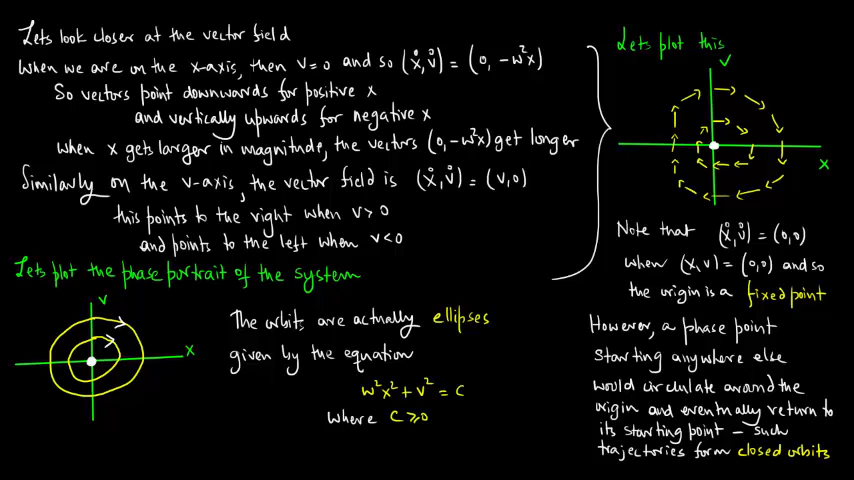 Lets look closer at the vector field
When we are on the x-axis, then v=0 and so (ẋ, v̇) = (0, -ω²x)
So vectors point downwards for positive x
and vertically upwards for negative x
when x gets larger in magnitude, the vectors (0, -ω²x) get longer
Similarly on the v-axis, the vector field is (ẋ, v̇) = (v, 0)
this points to the right when v>0
and points to the left when v<0
Lets plot the phase portrait of the system
v
x
The orbits are actually ellipses
given by the equation
ω²x² + v² = C
where C ≥ 0
Lets plot this
v
x
Note that (ẋ, v̇) = (0,0)
when (x, v) = (0,0) and so
the origin is a fixed point
However, a phase point
starting anywhere else
would circulate around the
origin and eventually return to
its starting point - such
trajectories form closed orbits